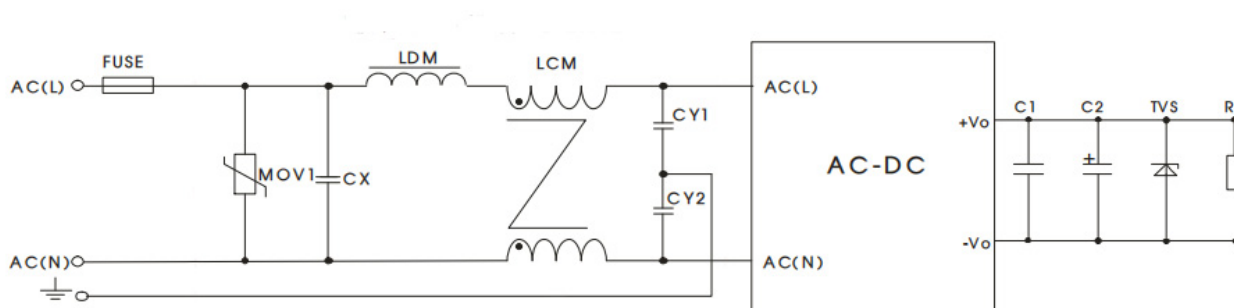 FUSE
LDM
LCM
AC(L)
AC(L)
CY1
+Vo
C1
C2
TVS
R
MOV1
CX
AC-DC
+
CY2
-Vo
AC(N)
AC(N)